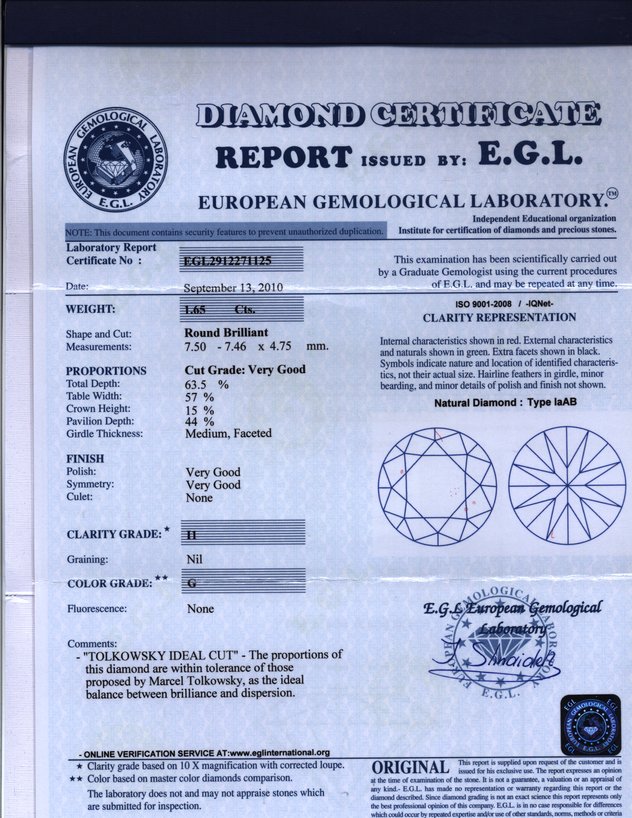 EUROPEAN GEMOLOGICAL LABORATORY
E.G.L.
DIAMOND CERTIFICATE
REPORT ISSUED BY: E.G.L.
EUROPEAN GEMOLOGICAL LABORATORY.™
Independent Educational organization
NOTE: This document contains security features to prevent unauthorized duplication.
Institute for certification of diamonds and precious stones.
Laboratory Report
Certificate No : EGL2912271125
Date: September 13, 2010
WEIGHT: 1.65 Cts.
Shape and Cut: Round Brilliant
Measurements: 7.50 - 7.46 x 4.75 mm.
PROPORTIONS Cut Grade: Very Good
Total Depth: 63.5 %
Table Width: 57 %
Crown Height: 15 %
Pavilion Depth: 44 %
Girdle Thickness: Medium, Faceted
FINISH
Polish: Very Good
Symmetry: Very Good
Culet: None
CLARITY GRADE: * I1
Graining: Nil
COLOR GRADE: ** G
Fluorescence: None
Comments:
- "TOLKOWSKY IDEAL CUT" - The proportions of
this diamond are within tolerance of those
proposed by Marcel Tolkowsky, as the ideal
balance between brilliance and dispersion.
- ONLINE VERIFICATION SERVICE AT:www.eglinternational.org
* Clarity grade based on 10 X magnification with corrected loupe.
** Color based on master color diamonds comparison.
The laboratory does not and may not appraise stones which
are submitted for inspection.
This examination has been scientifically carried out
by a Graduate Gemologist using the current procedures
of E.G.L. and may be repeated at any time.
ISO 9001-2008 / -IQNet-
CLARITY REPRESENTATION
Internal characteristics shown in red. External characteristics
and naturals shown in green. Extra facets shown in black.
Symbols indicate nature and location of identified characteris-
tics, not their actual size. Hairline feathers in girdle, minor
bearding, and minor details of polish and finish not shown.
Natural Diamond : Type IaAB
E.G.L European Gemological
Laboratory
EUROPEAN GEMOLOGICAL LABORATORY
E.G.L.
EGL EGL
EUROPEAN GEMOLOGICAL LABORATORY
E.G.L.
EGL EGL
ORIGINAL This report is supplied upon request of the customer and is
issued for his exclusive use. The report expresses an opinion
at the time of examination of the stone. It is not a guarantee, a valuation or an appraisal of
any kind.- E.G.L. has made no representation or warranty regarding this report or the
diamond described. Since diamond grading is not an exact science this report represents only
the best professional opinion of this company. E.G.L. is in no case responsible for differences
which could occur by repeated expertise and/or use of other standards, norms, methods or criteria